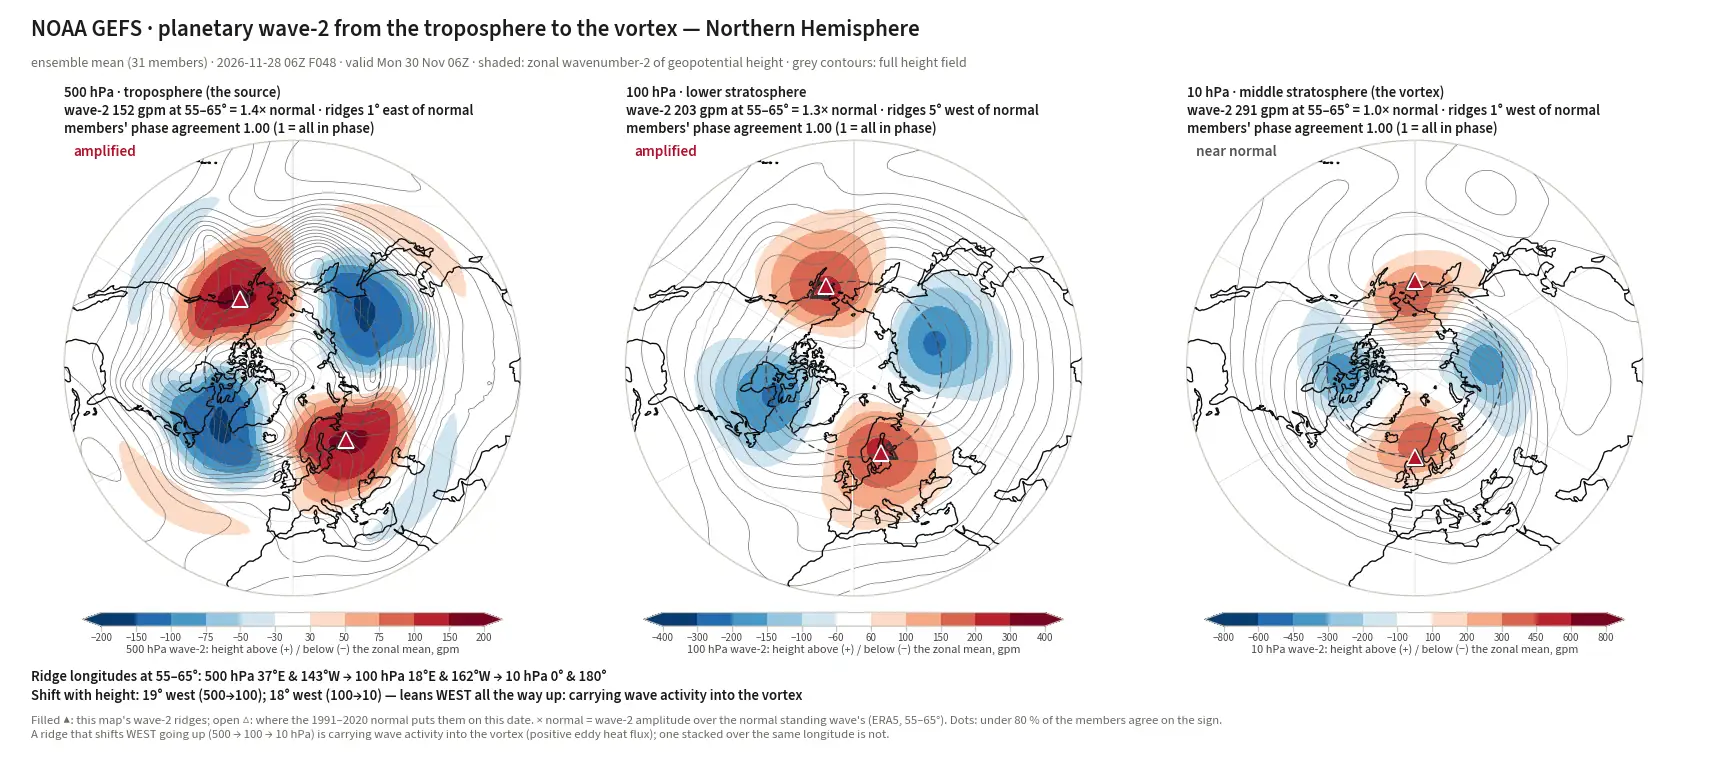 NOAA GEFS · planetary wave-2 from the troposphere to the vortex — Northern Hemisphere
ensemble mean (31 members) · 2026-11-28 06Z F048 · valid Mon 30 Nov 06Z · shaded: zonal wavenumber-2 of geopotential height · grey contours: full height field
500 hPa · troposphere (the source)
wave-2 152 gpm at 55–65° = 1.4× normal · ridges 1° east of normal
members' phase agreement 1.00 (1 = all in phase)
amplified
100 hPa · lower stratosphere
wave-2 203 gpm at 55–65° = 1.3× normal · ridges 5° west of normal
members' phase agreement 1.00 (1 = all in phase)
amplified
10 hPa · middle stratosphere (the vortex)
wave-2 291 gpm at 55–65° = 1.0× normal · ridges 1° west of normal
members' phase agreement 1.00 (1 = all in phase)
near normal
−200 −150 −100 −75 −50 −30 30 50 75 100 150 200
500 hPa wave-2: height above (+) / below (−) the zonal mean, gpm
−400 −300 −200 −150 −100 −60 60 100 150 200 300 400
100 hPa wave-2: height above (+) / below (−) the zonal mean, gpm
−800 −600 −450 −300 −200 −100 100 200 300 450 600 800
10 hPa wave-2: height above (+) / below (−) the zonal mean, gpm
Ridge longitudes at 55–65°: 500 hPa 37°E & 143°W → 100 hPa 18°E & 162°W → 10 hPa 0° & 180°
Shift with height: 19° west (500→100); 18° west (100→10) — leans WEST all the way up: carrying wave activity into the vortex
Filled ▲: this map's wave-2 ridges; open △: where the 1991–2020 normal puts them on this date. × normal = wave-2 amplitude over the normal standing wave's (ERA5, 55–65°). Dots: under 80 % of the members agree on the sign.
A ridge that shifts WEST going up (500 → 100 → 10 hPa) is carrying wave activity into the vortex (positive eddy heat flux); one stacked over the same longitude is not.